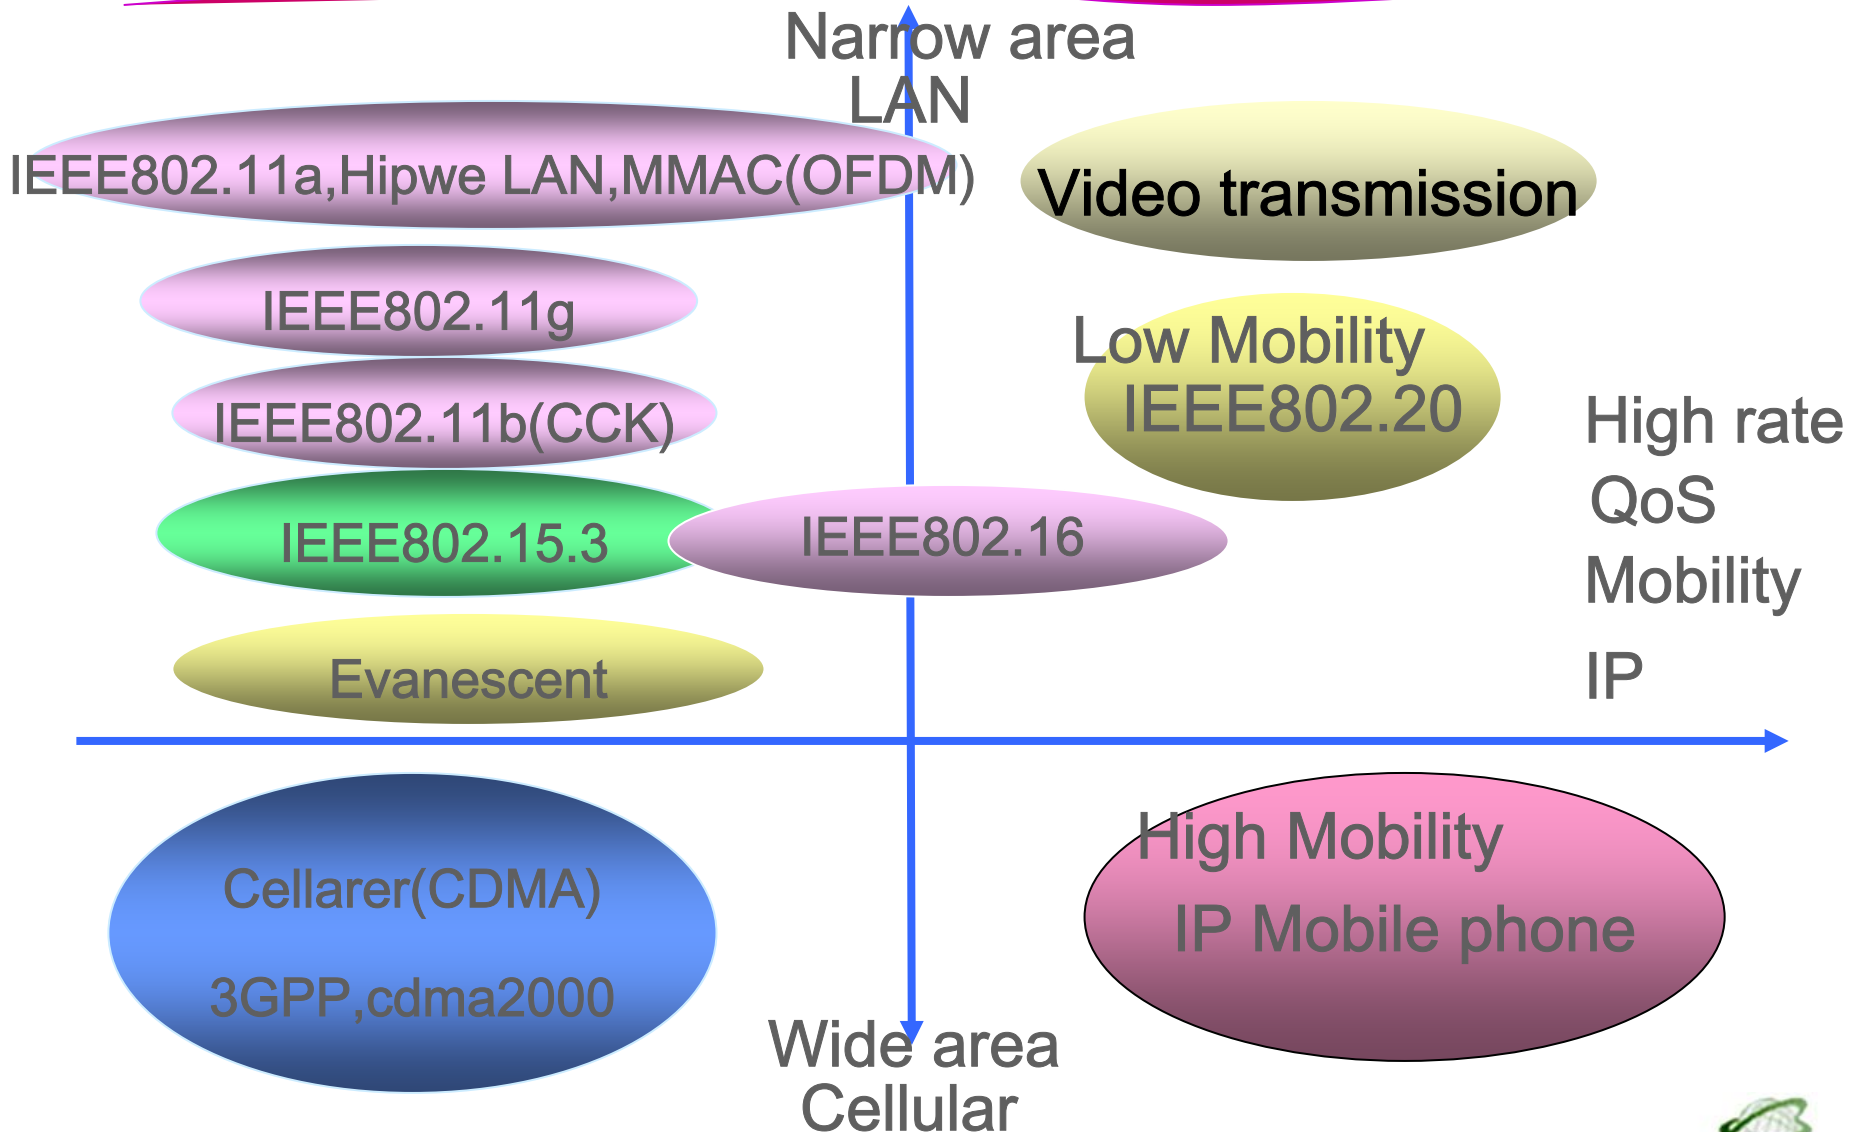 Narrow area
LAN
IEEE802.11a,Hipwe LAN,MMAC(OFDM)
Video transmission
IEEE802.11g
Low Mobility
IEEE802.20
IEEE802.11b(CCK)
High rate
QoS
Mobility
IP
IEEE802.15.3
IEEE802.16
Evanescent
Cellarer(CDMA)
3GPP,cdma2000
High Mobility
IP Mobile phone
Wide area
Cellular